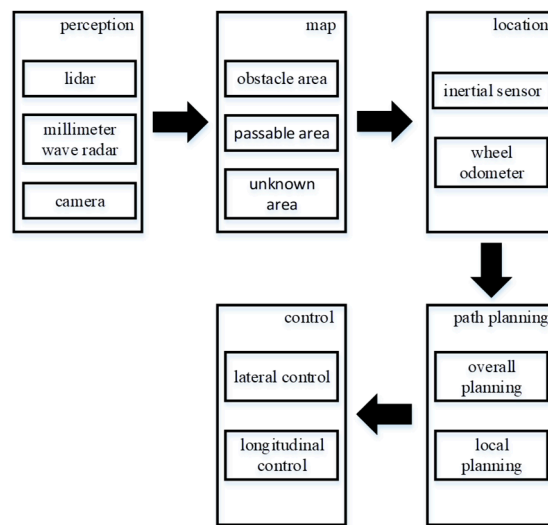 perception
lidar
millimeter
wave radar
camera
map
obstacle area
passable area
unknown
area
location
inertial sensor
wheel
odometer
path planning
overall
planning
local
planning
control
lateral control
longitudinal
control